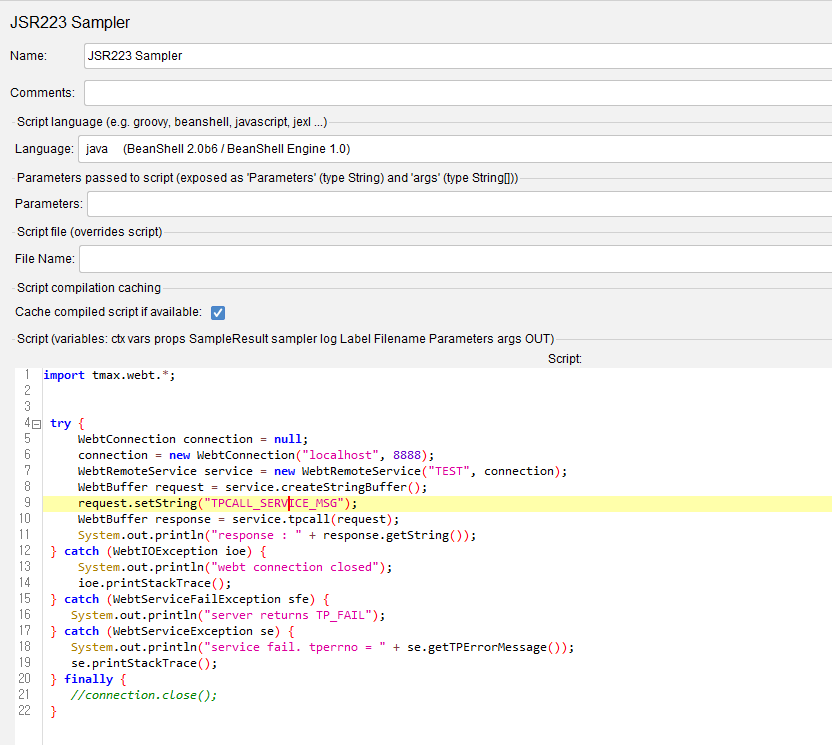 JSR223 Sampler
Name: JSR223 Sampler
Comments:
Script language (e.g. groovy, beanshell, javascript, jexl ...)
Language: java (BeanShell 2.0b6 / BeanShell Engine 1.0)
Parameters passed to script (exposed as 'Parameters' (type String) and 'args' (type String[]))
Parameters:
Script file (overrides script)
File Name:
Script compilation caching
Cache compiled script if available:
Script (variables: ctx vars props SampleResult sampler log Label Filename Parameters args OUT)
Script:
1 import tmax.webt.*;
2
3
4 try {
5 WebtConnection connection = null;
6 connection = new WebtConnection("localhost", 8888);
7 WebtRemoteService service = new WebtRemoteService("TEST", connection);
8 WebtBuffer request = service.createStringBuffer();
9 request.setString("TPCALL_SERVICE_MSG");
10 WebtBuffer response = service.tpcall(request);
11 System.out.println("response : " + response.getString());
12 } catch (WebtIOException ioe) {
13 System.out.println("webt connection closed");
14 ioe.printStackTrace();
15 } catch (WebtServiceFailException sfe) {
16 System.out.println("server returns TP_FAIL");
17 } catch (WebtServiceException se) {
18 System.out.println("service fail. tperrno = " + se.getTPErrorMessage());
19 se.printStackTrace();
20 } finally {
21 //connection.close();
22 }